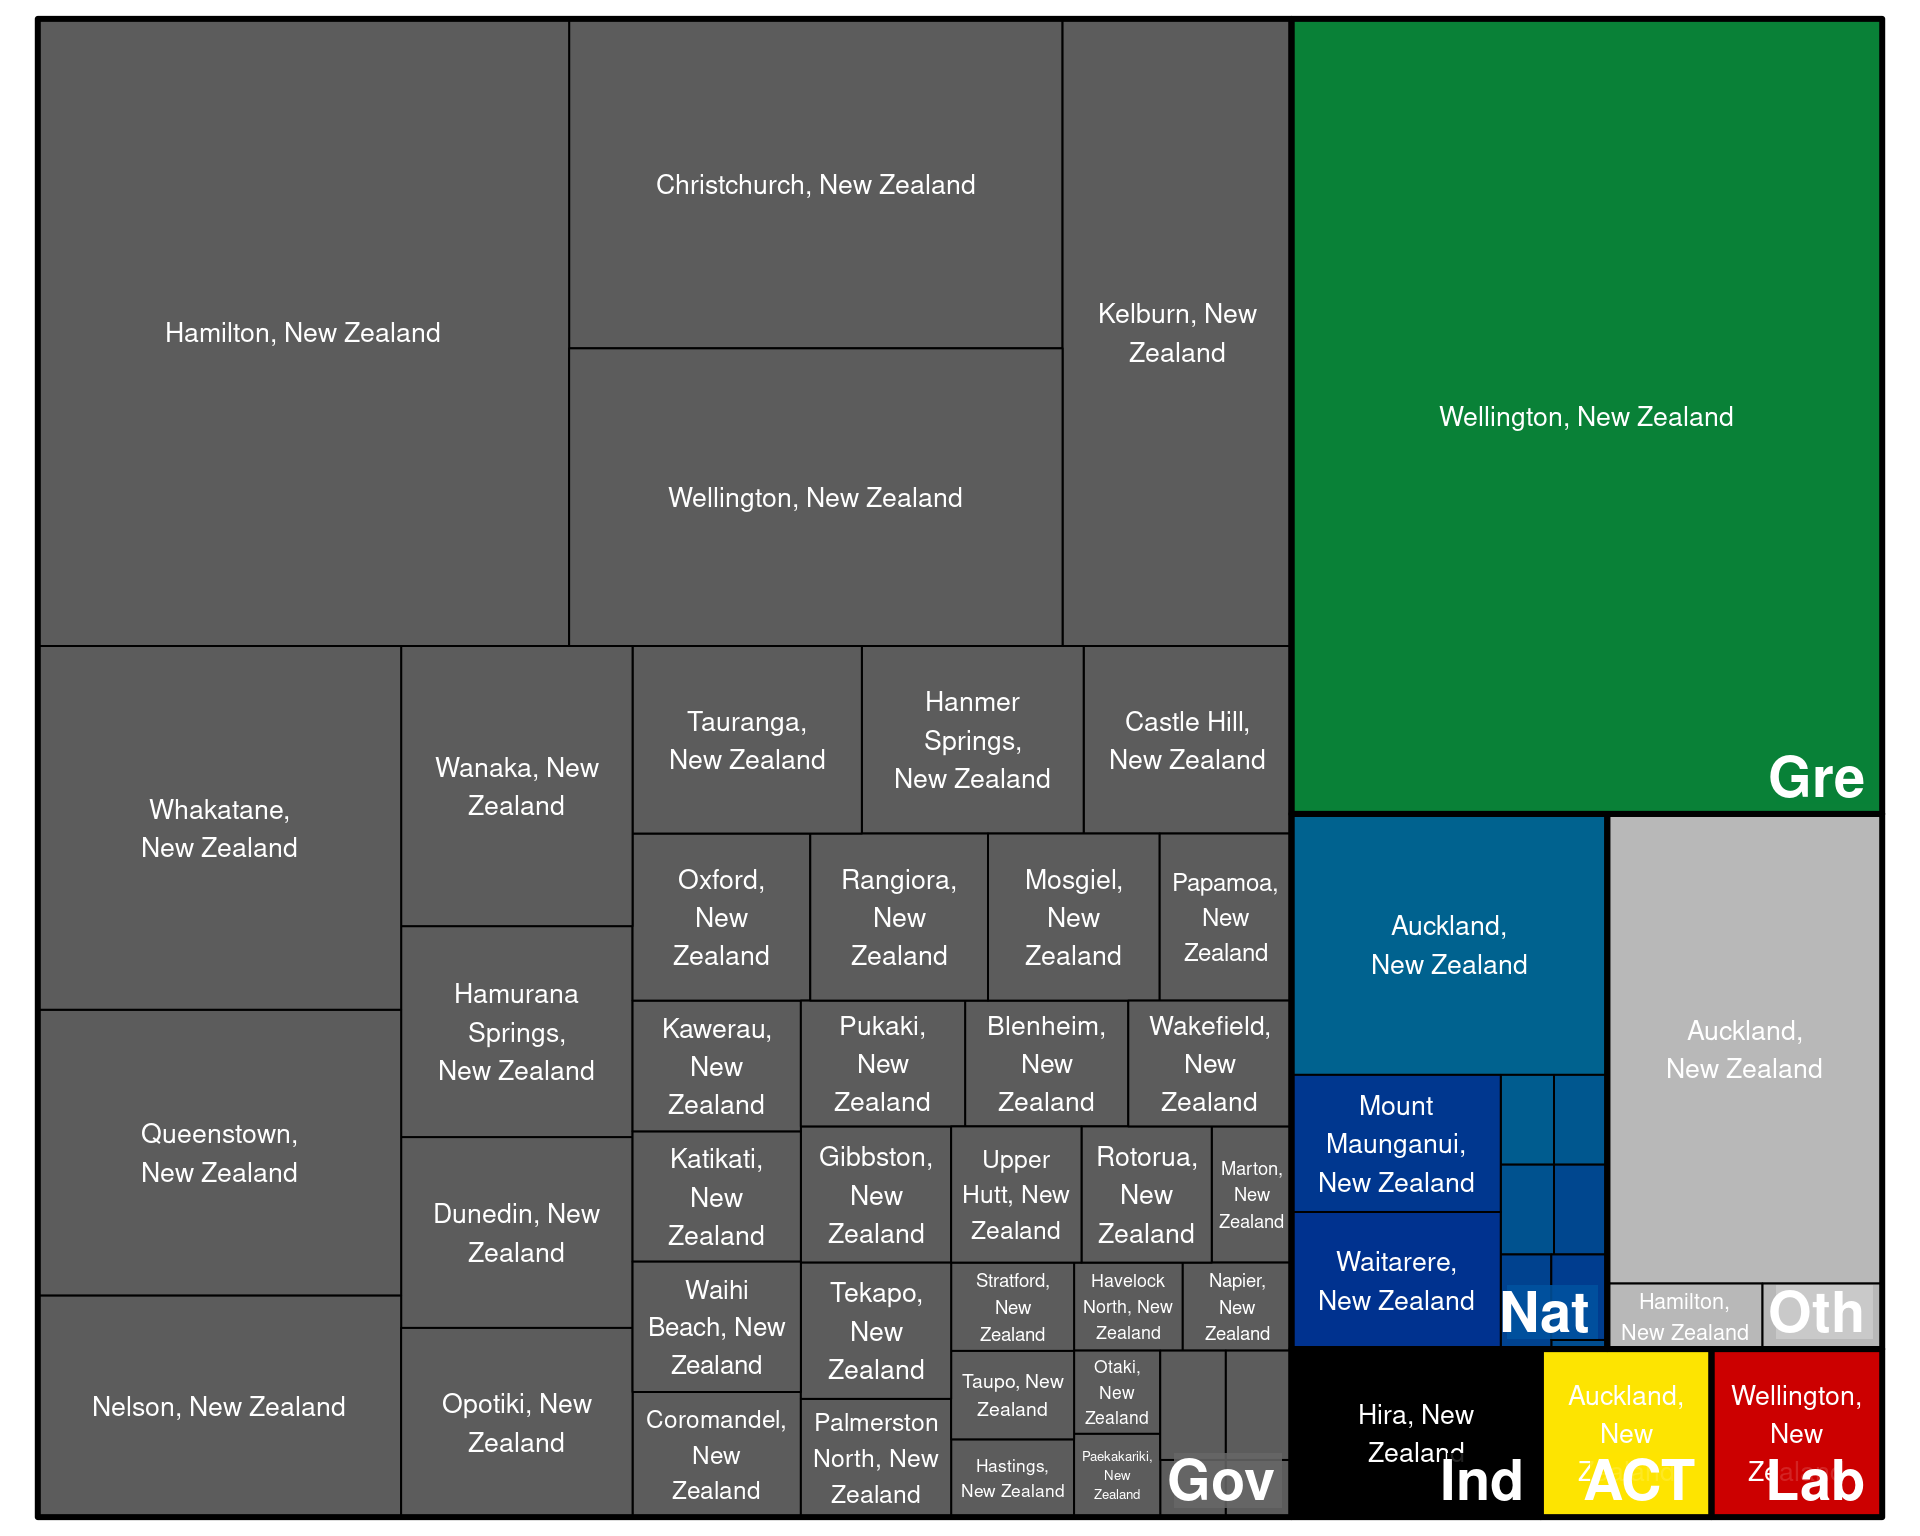 Hamilton, New Zealand
Christchurch, New Zealand
Wellington, New Zealand
Kelburn, New
Zealand
Whakatane,
New Zealand
Queenstown,
New Zealand
Nelson, New Zealand
Wanaka, New
Zealand
Hamurana
Springs,
New Zealand
Dunedin, New
Zealand
Opotiki, New
Zealand
Tauranga,
New Zealand
Hanmer
Springs,
New Zealand
Castle Hill,
New Zealand
Oxford,
New
Zealand
Rangiora,
New
Zealand
Mosgiel,
New
Zealand
Papamoa,
New
Zealand
Kawerau,
New
Zealand
Katikati,
New
Zealand
Waihi
Beach, New
Zealand
Coromandel,
New
Zealand
Pukaki,
New
Zealand
Blenheim,
New
Zealand
Wakefield,
New
Zealand
Gibbston,
New
Zealand
Tekapo,
New
Zealand
Palmerston
North, New
Zealand
Upper
Hutt, New
Zealand
Rotorua,
New
Zealand
Marton,
New
Zealand
Stratford,
New
Zealand
Taupo, New
Zealand
Hastings,
New Zealand
Havelock
North, New
Zealand
Napier,
New
Zealand
Otaki,
New
Zealand
Paekakariki,
New
Zealand
Gov
Wellington, New Zealand
Gre
Auckland,
New Zealand
Mount
Maunganui,
New Zealand
Waitarere,
New Zealand
Nat
Auckland,
New Zealand
Hamilton,
New Zealand
Oth
Hira, New
Zealand
Ind
Auckland,
New
Zealand
ACT
Wellington,
New
Zealand
Lab